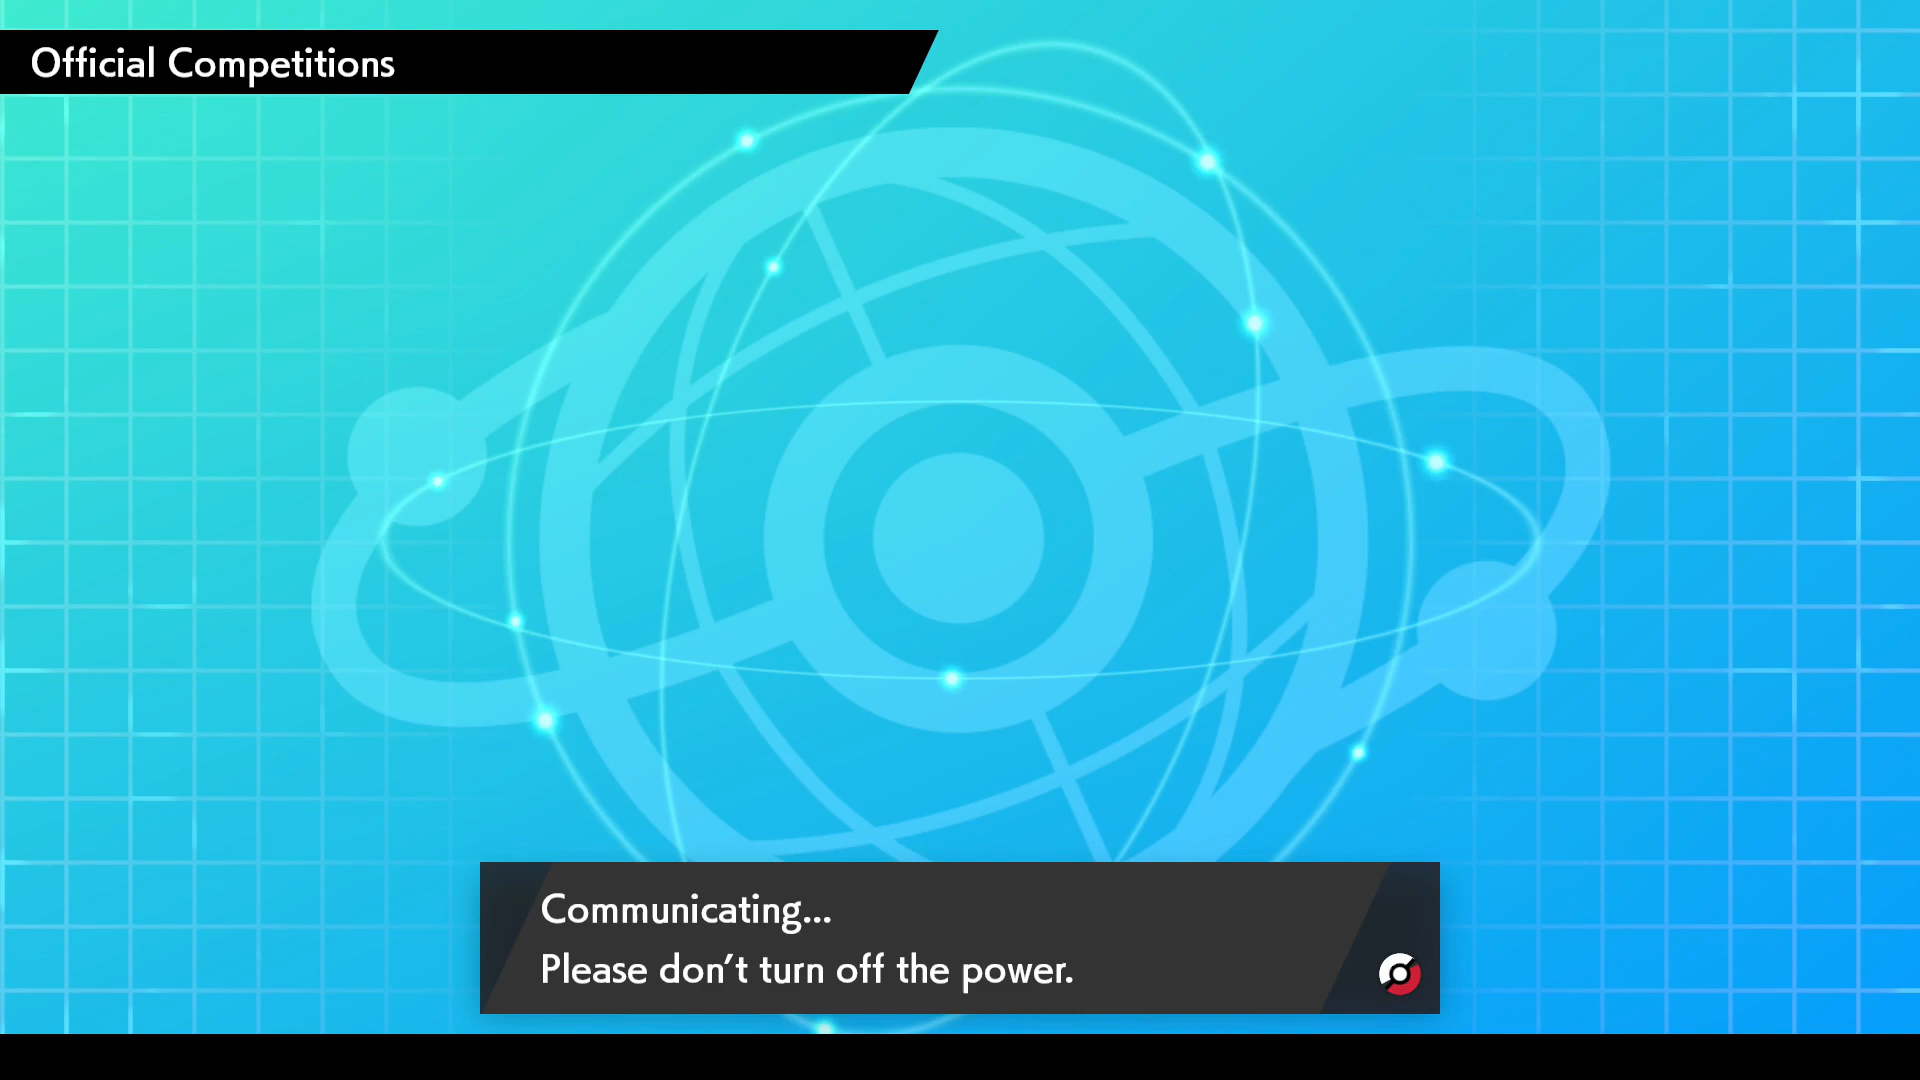 Official Competitions
Communicating...
Please don't turn off the power.